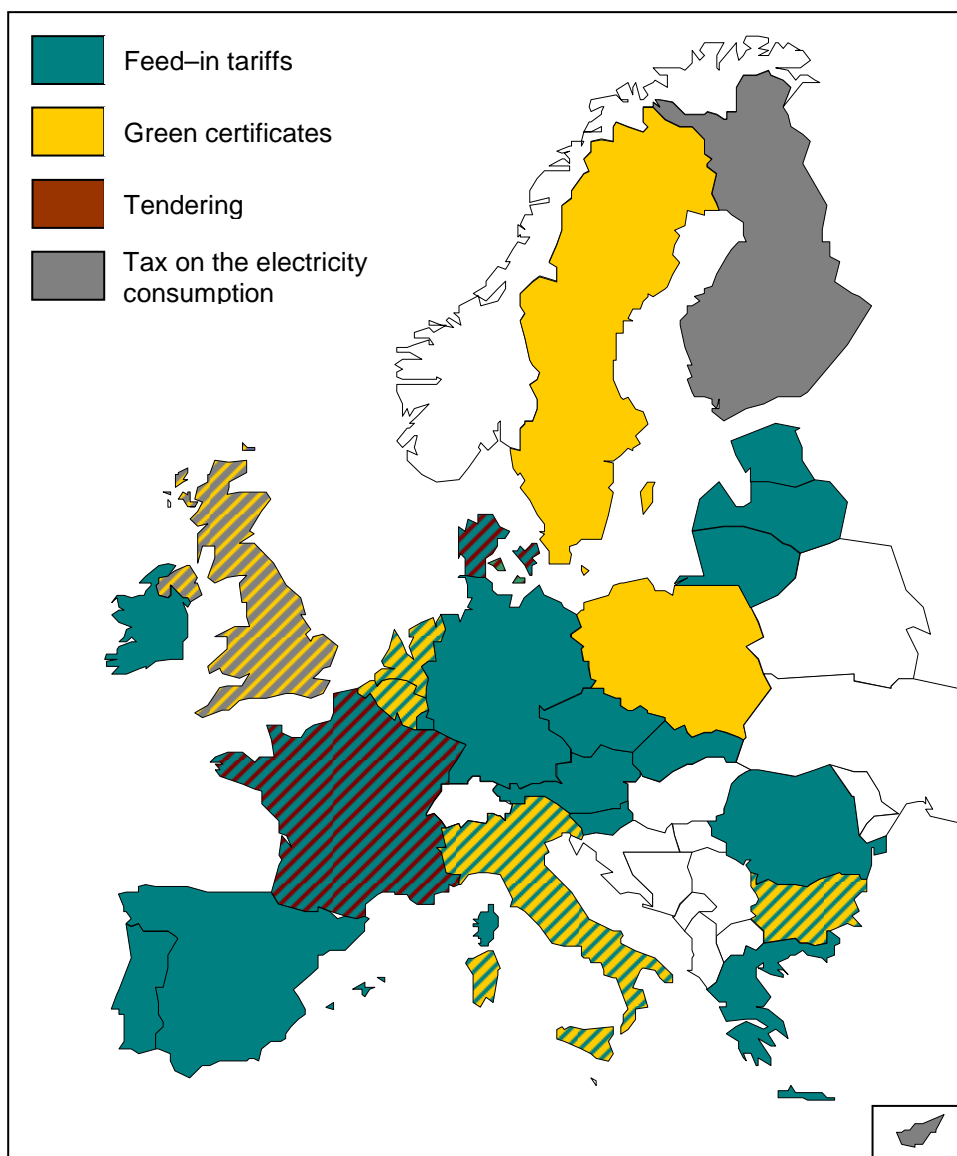 Feed–in tariffs
Green certificates
Tendering
Tax on the electricity
consumption